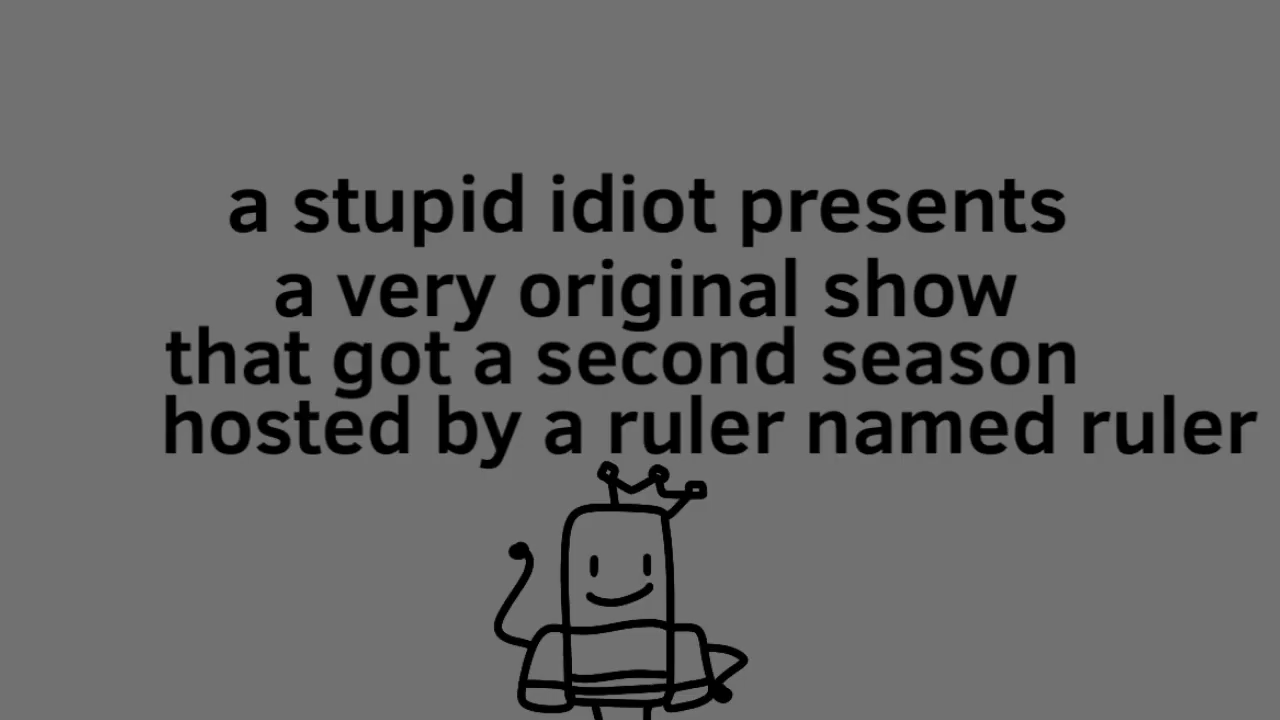 a stupid idiot presents
a very original show
that got a second season
hosted by a ruler named ruler